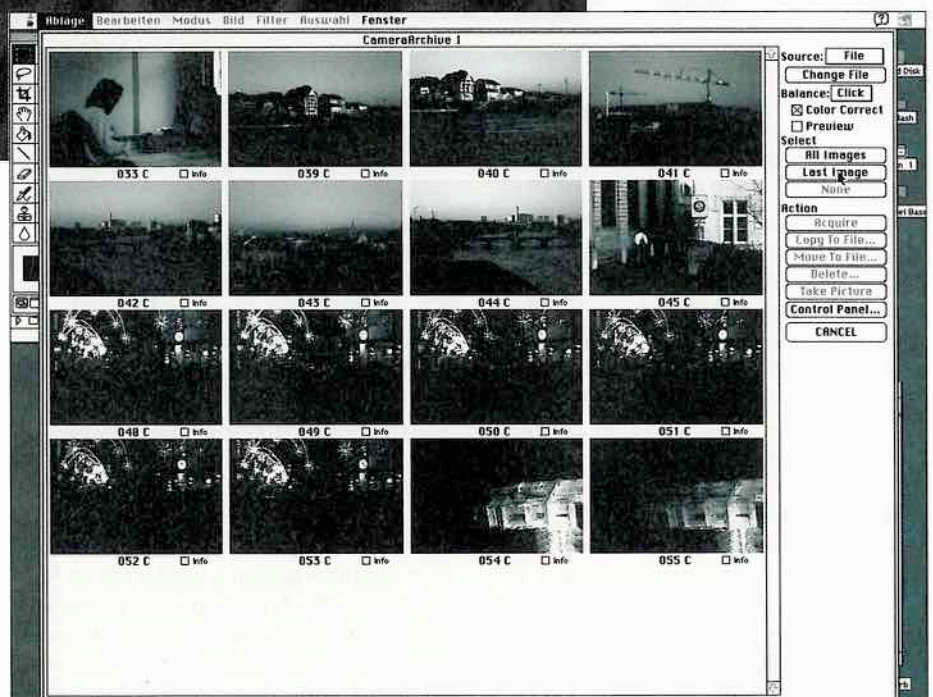 Ablage Bearbeiten Modus Bild Filter Auswahl Fenster
CameraArchive 1
Source: File
Change File
Balance: Click
Color Correct
Preview
Select
All Images
Last Image
None
Action
Acquire
Copy To File...
Move To File...
Delete...
Take Picture
Control Panel...
CANCEL
033 C Info 039 C Info 040 C Info 041 C Info
042 C Info 043 C Info 044 C Info 045 C Info
048 C Info 049 C Info 050 C Info 051 C Info
052 C Info 053 C Info 054 C Info 055 C Info